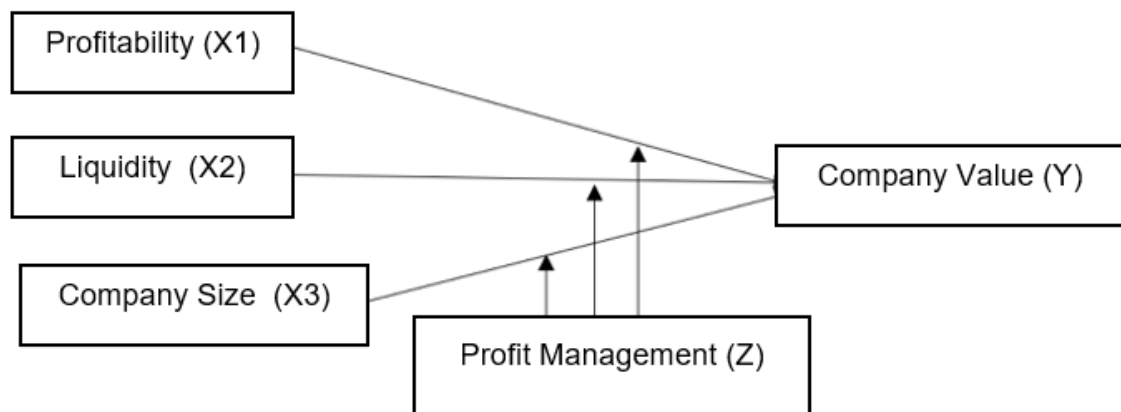 Profitability (X1)
Liquidity  (X2)
Company Value (Y)
Company Size  (X3)
Profit Management (Z)